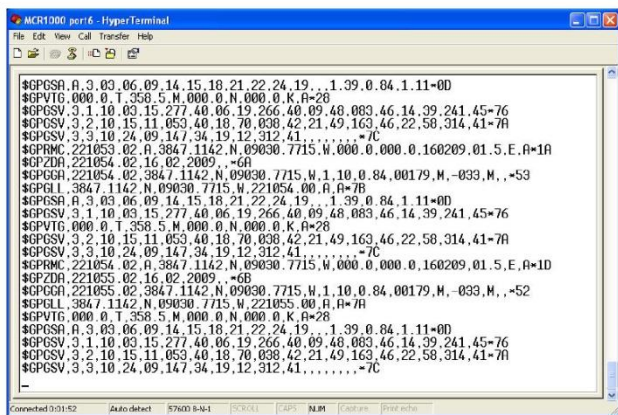 MCR1000 port6 - HyperTerminal
File Edit View Call Transfer Help
$GPGSA,A,3,03,06,09,14,15,18,21,22,24,19,,,1.39,0.84,1.11*0D
$GPVTG,000.0,T,358.5,M,000.0,N,000.0,K,A*28
$GPGSV,3,1,10,03,15,277,40,06,19,266,40,09,48,083,46,14,39,241,45*76
$GPGSV,3,2,10,15,11,053,40,18,70,038,42,21,49,163,46,22,58,314,41*7A
$GPGSV,3,3,10,24,09,147,34,19,12,312,41,,,,,,,,*7C
$GPRMC,221053.02,A,3847.1142,N,09030.7715,W,000.0,000.0,160209,01.5,E,A*1A
$GPZDA,221054.02,16,02,2009,,*6A
$GPGGA,221054.02,3847.1142,N,09030.7715,W,1,10,0.84,00179,M,-033,M,,*53
$GPGLL,3847.1142,N,09030.7715,W,221054.00,A,A*7B
$GPGSA,A,3,03,06,09,14,15,18,21,22,24,19,,,1.39,0.84,1.11*0D
$GPGSV,3,1,10,03,15,277,40,06,19,266,40,09,48,083,46,14,39,241,45*76
$GPVTG,000.0,T,358.5,M,000.0,N,000.0,K,A*28
$GPGSV,3,2,10,15,11,053,40,18,70,038,42,21,49,163,46,22,58,314,41*7A
$GPGSV,3,3,10,24,09,147,34,19,12,312,41,,,,,,,,*7C
$GPRMC,221054.02,A,3847.1142,N,09030.7715,W,000.0,000.0,160209,01.5,E,A*1D
$GPZDA,221055.02,16,02,2009,,*6B
$GPGGA,221055.02,3847.1142,N,09030.7715,W,1,10,0.84,00179,M,-033,M,,*52
$GPGLL,3847.1142,N,09030.7715,W,221055.00,A,A*7A
$GPVTG,000.0,T,358.5,M,000.0,N,000.0,K,A*28
$GPGSA,A,3,03,06,09,14,15,18,21,22,24,19,,,1.39,0.84,1.11*0D
$GPGSV,3,1,10,03,15,277,40,06,19,266,40,09,48,083,46,14,39,241,45*76
$GPGSV,3,2,10,15,11,053,40,18,70,038,42,21,49,163,46,22,58,314,41*7A
$GPGSV,3,3,10,24,09,147,34,19,12,312,41,,,,,,,,*7C
_
Connected 0:01:52 Auto detect 57600 8-N-1 SCROLL CAPS NUM Capture Print echo